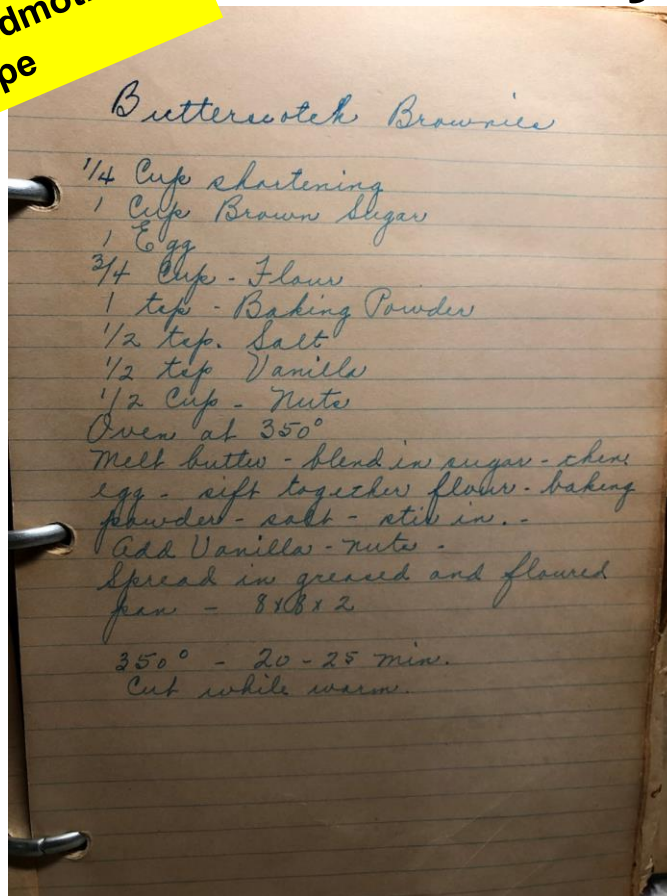 Butterscotch Brownies
1/4 Cup shortening
1 Cup Brown Sugar
1 Egg
3/4 Cup - Flour
1 tsp - Baking Powder
1/2 tsp. Salt
1/2 tsp Vanilla
1/2 Cup - Nuts
Oven at 350°
Melt butter - blend in sugar - then
egg - sift together flour - baking
powder - salt - stir in. -
Add Vanilla - nuts -
Spread in greased and floured
pan - 8x8x2
350° - 20 - 25 min.
Cut while warm.